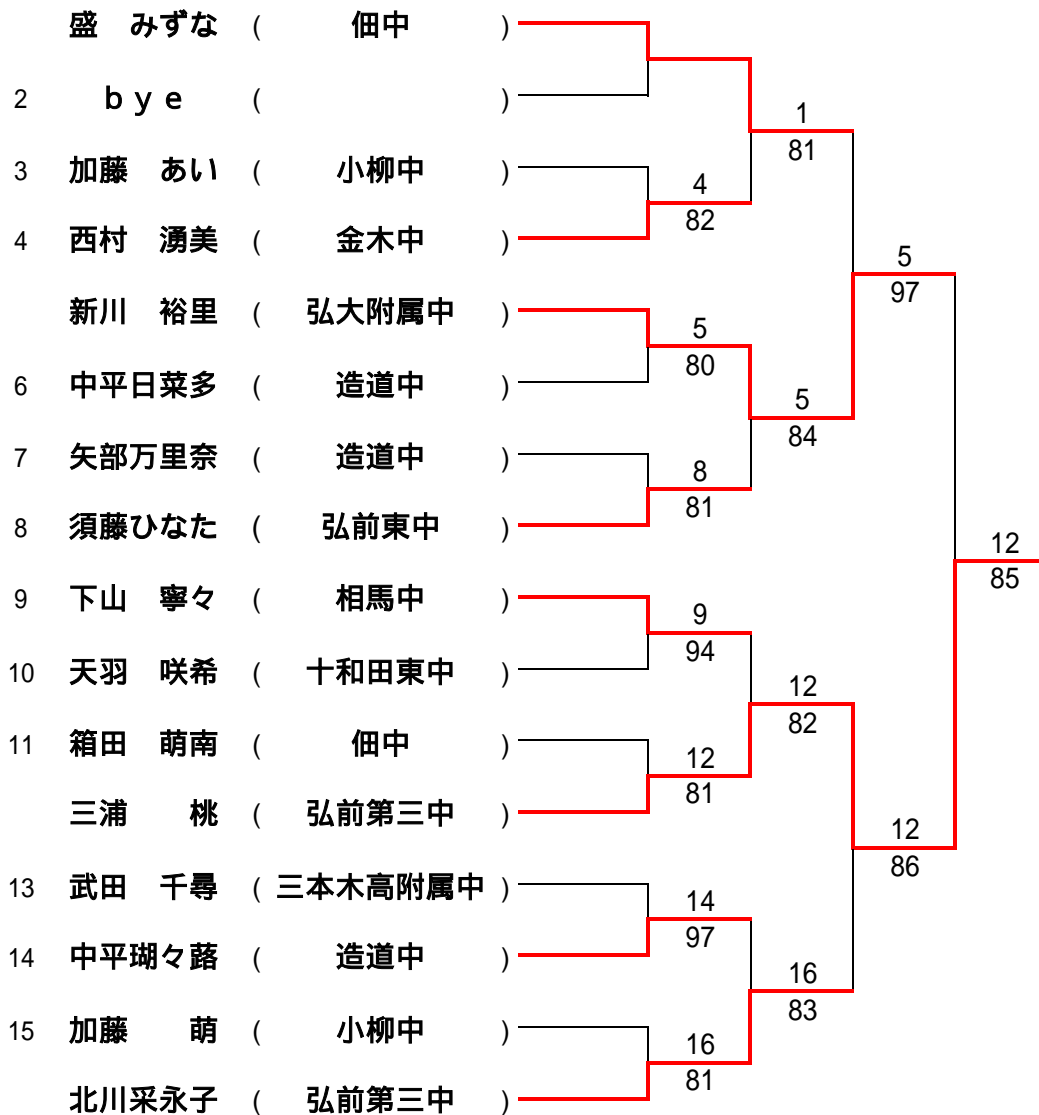 盛　みずな ( 佃中 )
2 ｂｙｅ ( )
1
81
3 加藤　あい ( 小柳中 )
4
82
4 西村　湧美 ( 金木中 )
5
97
新川　裕里 ( 弘大附属中 )
5
80
6 中平日菜多 ( 造道中 )
5
84
7 矢部万里奈 ( 造道中 )
8
81
8 須藤ひなた ( 弘前東中 )
12
85
9 下山　寧々 ( 相馬中 )
9
94
10 天羽　咲希 ( 十和田東中 )
12
82
11 箱田　萌南 ( 佃中 )
12
81
三浦　　桃 ( 弘前第三中 )
12
86
13 武田　千尋 ( 三本木高附属中 )
14
97
14 中平瑚々蕗 ( 造道中 )
16
83
15 加藤　　萌 ( 小柳中 )
16
81
北川采永子 ( 弘前第三中 )